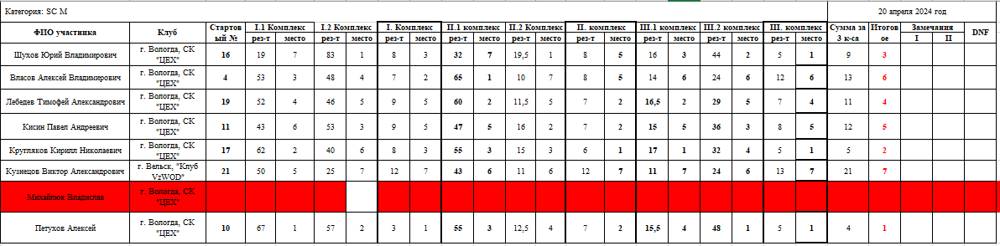 Категория: SC M 20 апреля 2024 год
ФИО участника Клуб Стартов ый № I.1 Комплекс I.2 Комплекс I. Комплекс II.1 комплекс II.2 Комплекс II. комплекс III.1 комплекс III.2 комплекс III. комплекс Сумма за 3 к-са Итогов ое Замечания DNF
рез-т место рез-т место рез-т место рез-т место рез-т место рез-т место рез-т место рез-т место рез-т место I II
Шухов Юрий Владимирович г. Вологда, СК "ЦЕХ" 16 19 7 83 1 8 3 32 7 19,5 1 8 5 16 3 44 2 5 1 9 3
Власов Алексей Владимирович г. Вологда, СК "ЦЕХ" 4 53 3 48 4 7 2 65 1 10 7 8 5 14 6 24 6 12 6 13 6
Лебедев Тимофей Александрович г. Вологда, СК "ЦЕХ" 19 52 4 46 5 9 5 60 2 11,5 5 7 2 16,5 2 29 5 7 4 11 4
Кисин Павел Андреевич г. Вологда, СК "ЦЕХ" 11 43 6 53 3 9 5 47 5 16 2 7 2 15 5 36 3 8 5 12 5
Кругляков Кирилл Николаевич г. Вологда, СК "ЦЕХ" 17 62 2 40 6 8 3 55 3 15 3 6 1 17 1 32 4 5 1 5 2
Кузнецов Виктор Александрович г. Вельск, "Клуб VzWOD" 21 50 5 25 7 12 7 43 6 11 6 12 7 11 7 24 6 13 7 21 7
Михайлюк Владислав г. Вологда, СК "ЦЕХ"
Петухов Алексей г. Вологда, СК "ЦЕХ" 10 67 1 57 2 3 1 55 3 12,5 4 7 2 15,5 4 48 1 5 1 4 1